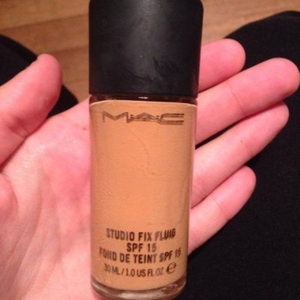 MAC
STUDIO FIX FLUID
SPF 15
FOND DE TEINT SPF 15
30 ML / 1.0 US FL OZ ℮